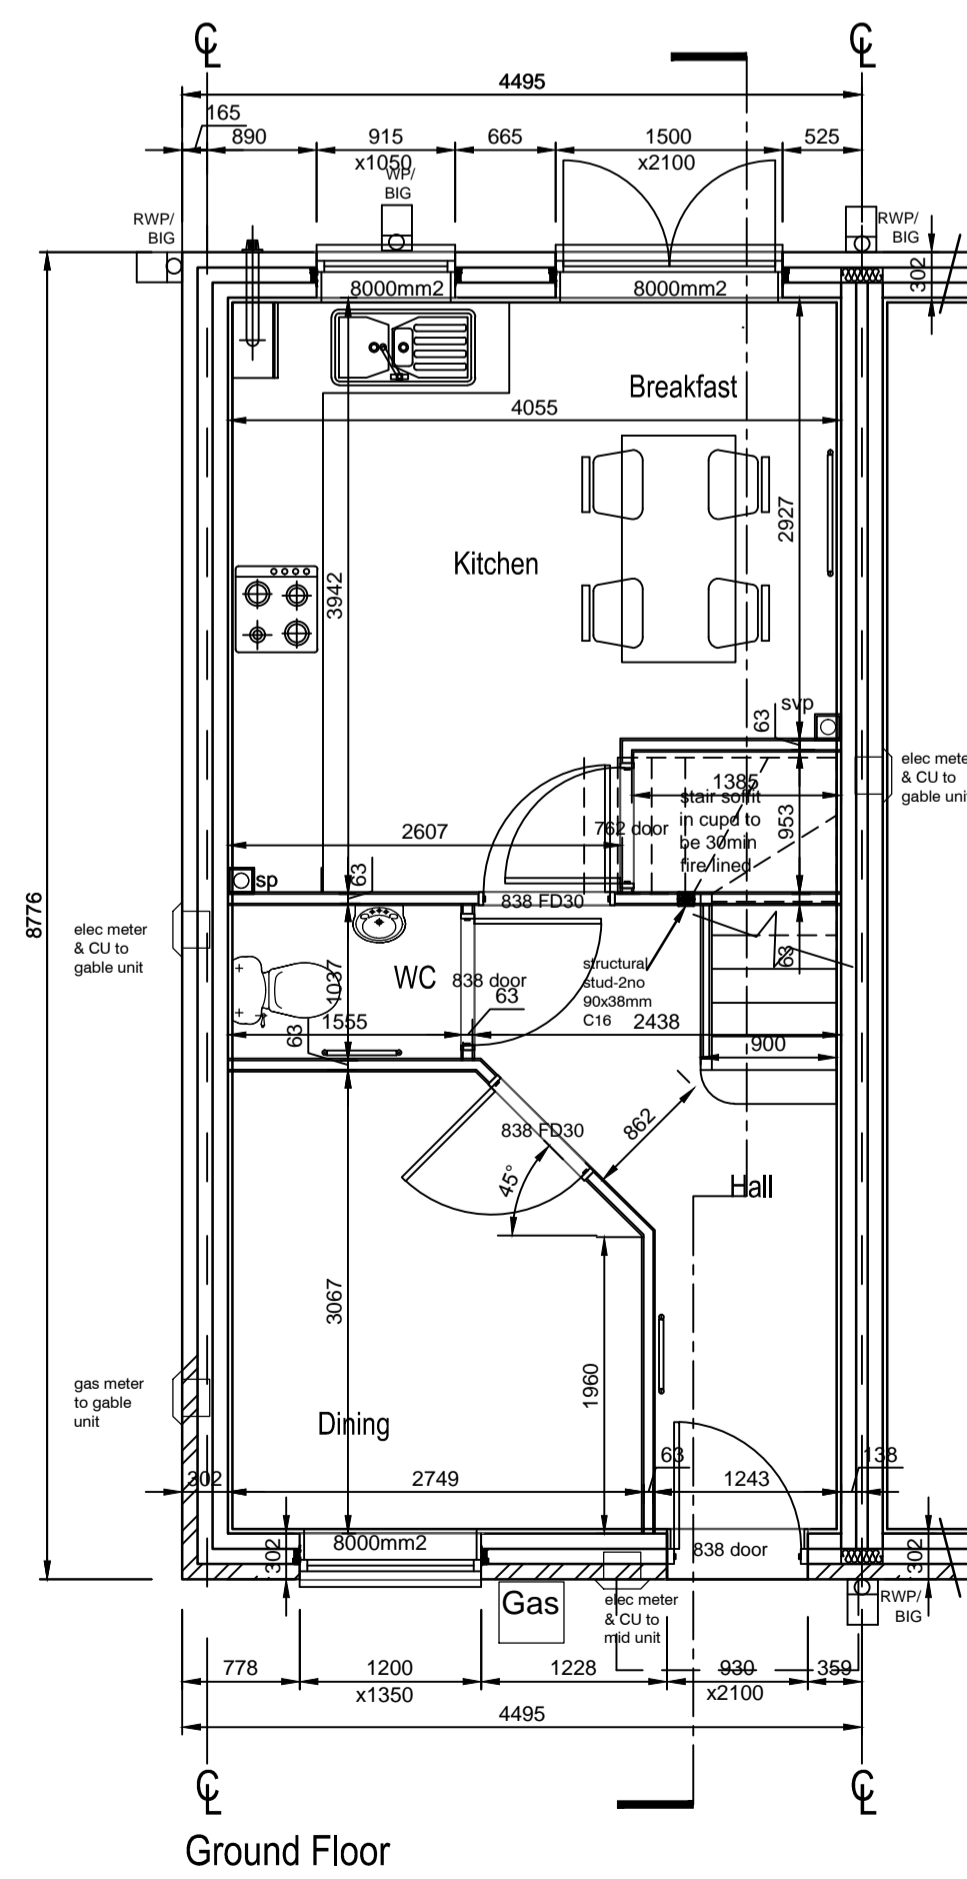 ℄ ℄
4495
165
890 915 665 1500 525
x1050 x2100
WP/
BIG
RWP/
BIG
RWP/
BIG
302
8000mm2 8000mm2
Breakfast
4055
2927
Kitchen
3942
63
svp
elec mete
& CU to
gable unit
1385
stair soffit
in cupd to
be 30min
fire lined
953
2607
762 door
63
sp
838 FD30
8776
elec meter
& CU to
gable unit
WC
1037
838 door
63
structural
stud-2no
90x38mm
C16
63
1555
63
2438
900
862
838 FD30
45°
Hall
3067
1960
gas meter
to gable
unit
Dining
302 2749 63 1243 138
302
8000mm2
838 door
302
Gas
elec meter
& CU to
mid unit
RWP/
BIG
778 1200 1228 930 359
x1350 x2100
4495
℄ ℄
Ground Floor